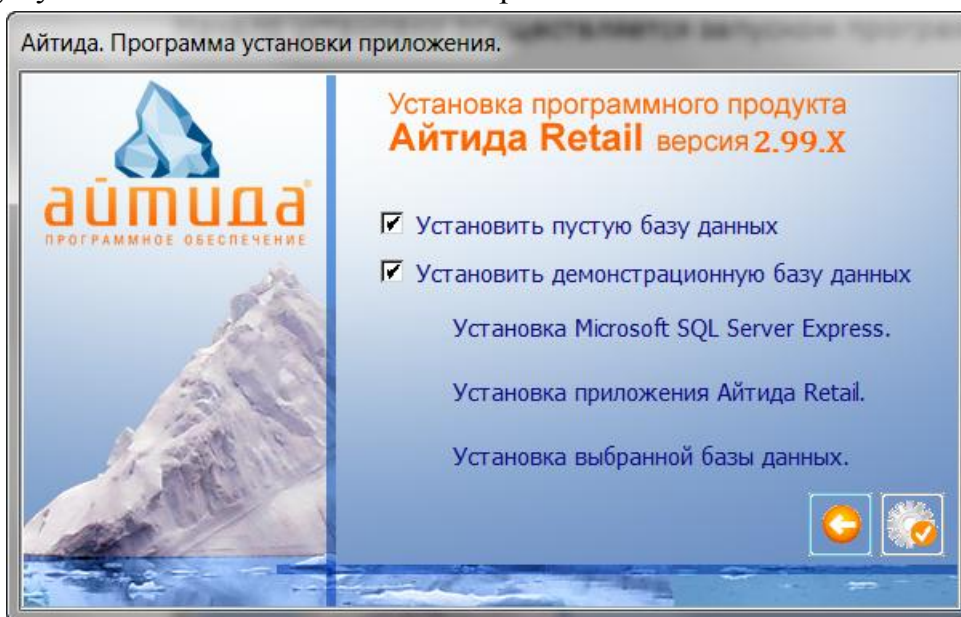 Айтида. Программа установки приложения.
айтида
ПРОГРАММНОЕ ОБЕСПЕЧЕНИЕ
Установка программного продукта
Айтида Retail версия 2.99.X
Установить пустую базу данных
Установить демонстрационную базу данных
Установка Microsoft SQL Server Express.
Установка приложения Айтида Retail.
Установка выбранной базы данных.